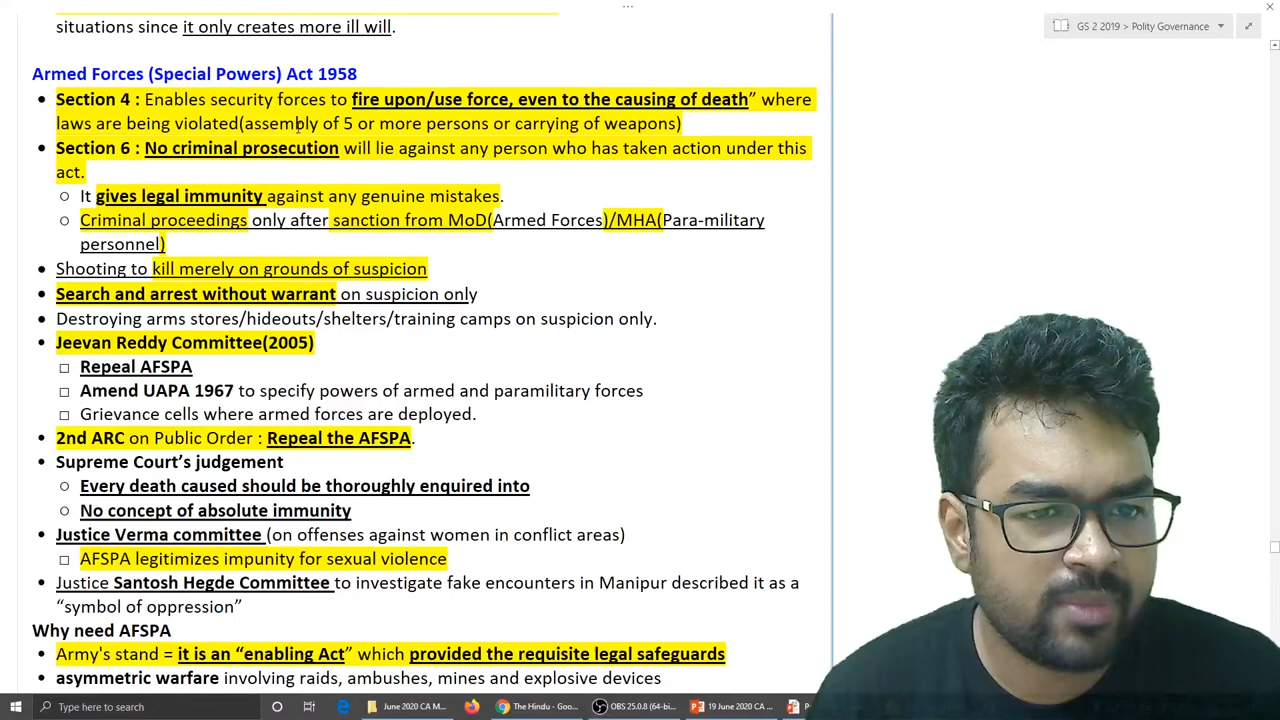 situations since it only creates more ill will.
GS 2 2019 > Polity Governance
Armed Forces (Special Powers) Act 1958
• Section 4 : Enables security forces to fire upon/use force, even to the causing of death” where
laws are being violated(assembly of 5 or more persons or carrying of weapons)
• Section 6 : No criminal prosecution will lie against any person who has taken action under this
act.
○ It gives legal immunity against any genuine mistakes.
○ Criminal proceedings only after sanction from MoD(Armed Forces)/MHA(Para-military
personnel)
• Shooting to kill merely on grounds of suspicion
• Search and arrest without warrant on suspicion only
• Destroying arms stores/hideouts/shelters/training camps on suspicion only.
• Jeevan Reddy Committee(2005)
□ Repeal AFSPA
□ Amend UAPA 1967 to specify powers of armed and paramilitary forces
□ Grievance cells where armed forces are deployed.
• 2nd ARC on Public Order : Repeal the AFSPA.
• Supreme Court’s judgement
○ Every death caused should be thoroughly enquired into
○ No concept of absolute immunity
• Justice Verma committee (on offenses against women in conflict areas)
□ AFSPA legitimizes impunity for sexual violence
• Justice Santosh Hegde Committee to investigate fake encounters in Manipur described it as a
“symbol of oppression”
Why need AFSPA
• Army's stand = it is an “enabling Act” which provided the requisite legal safeguards
• asymmetric warfare involving raids, ambushes, mines and explosive devices
Type here to search
June 2020 CA M...
The Hindu - Goo...
OBS 25.0.8 (64-bi...
19 June 2020 CA ...
P